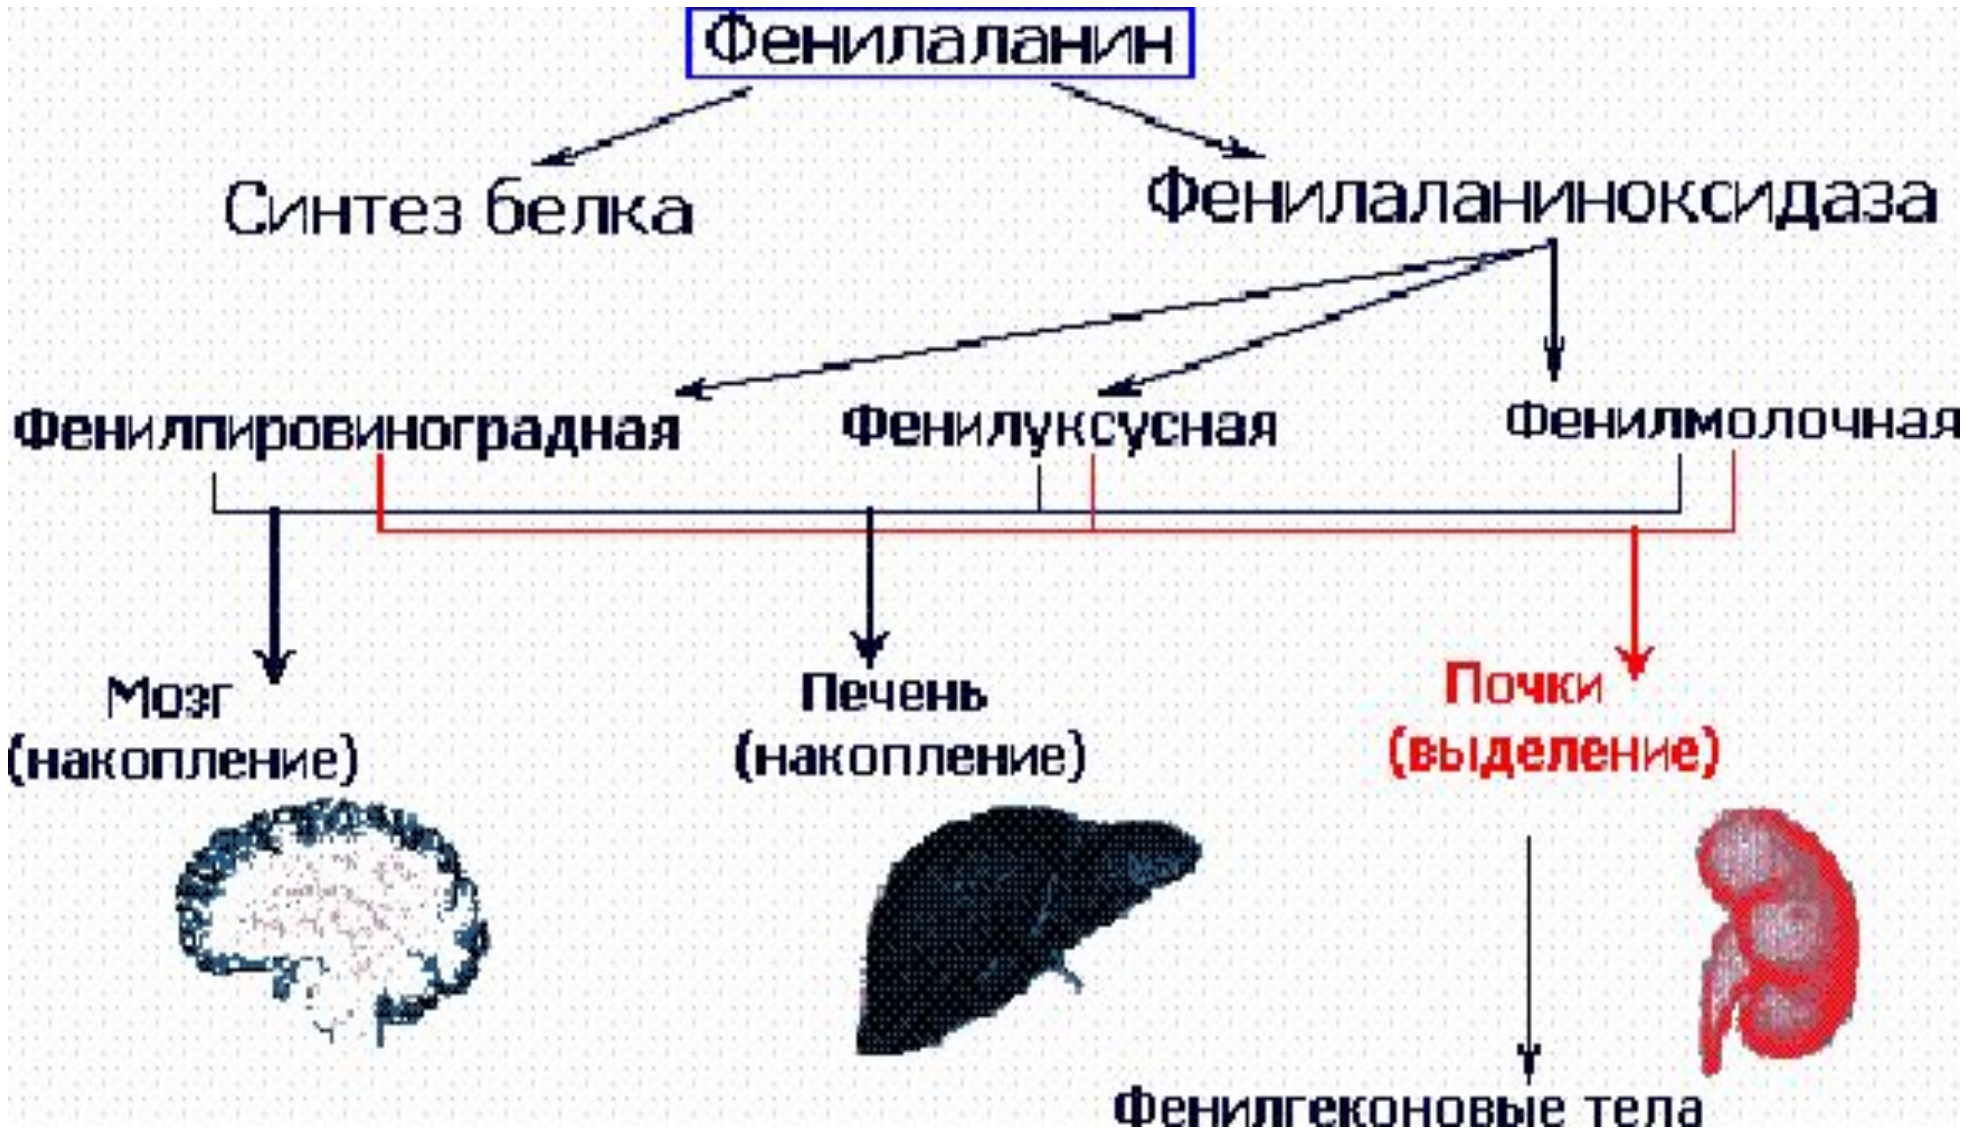 Фенилаланин
Синтез белка
Фенилаланиноксидаза
Фенилпировиноградная
Фенилуксусная
Фенилмолочная
Мозг
(накопление)
Печень
(накопление)
Почки
(выделение)
Фенилгеконовые тела